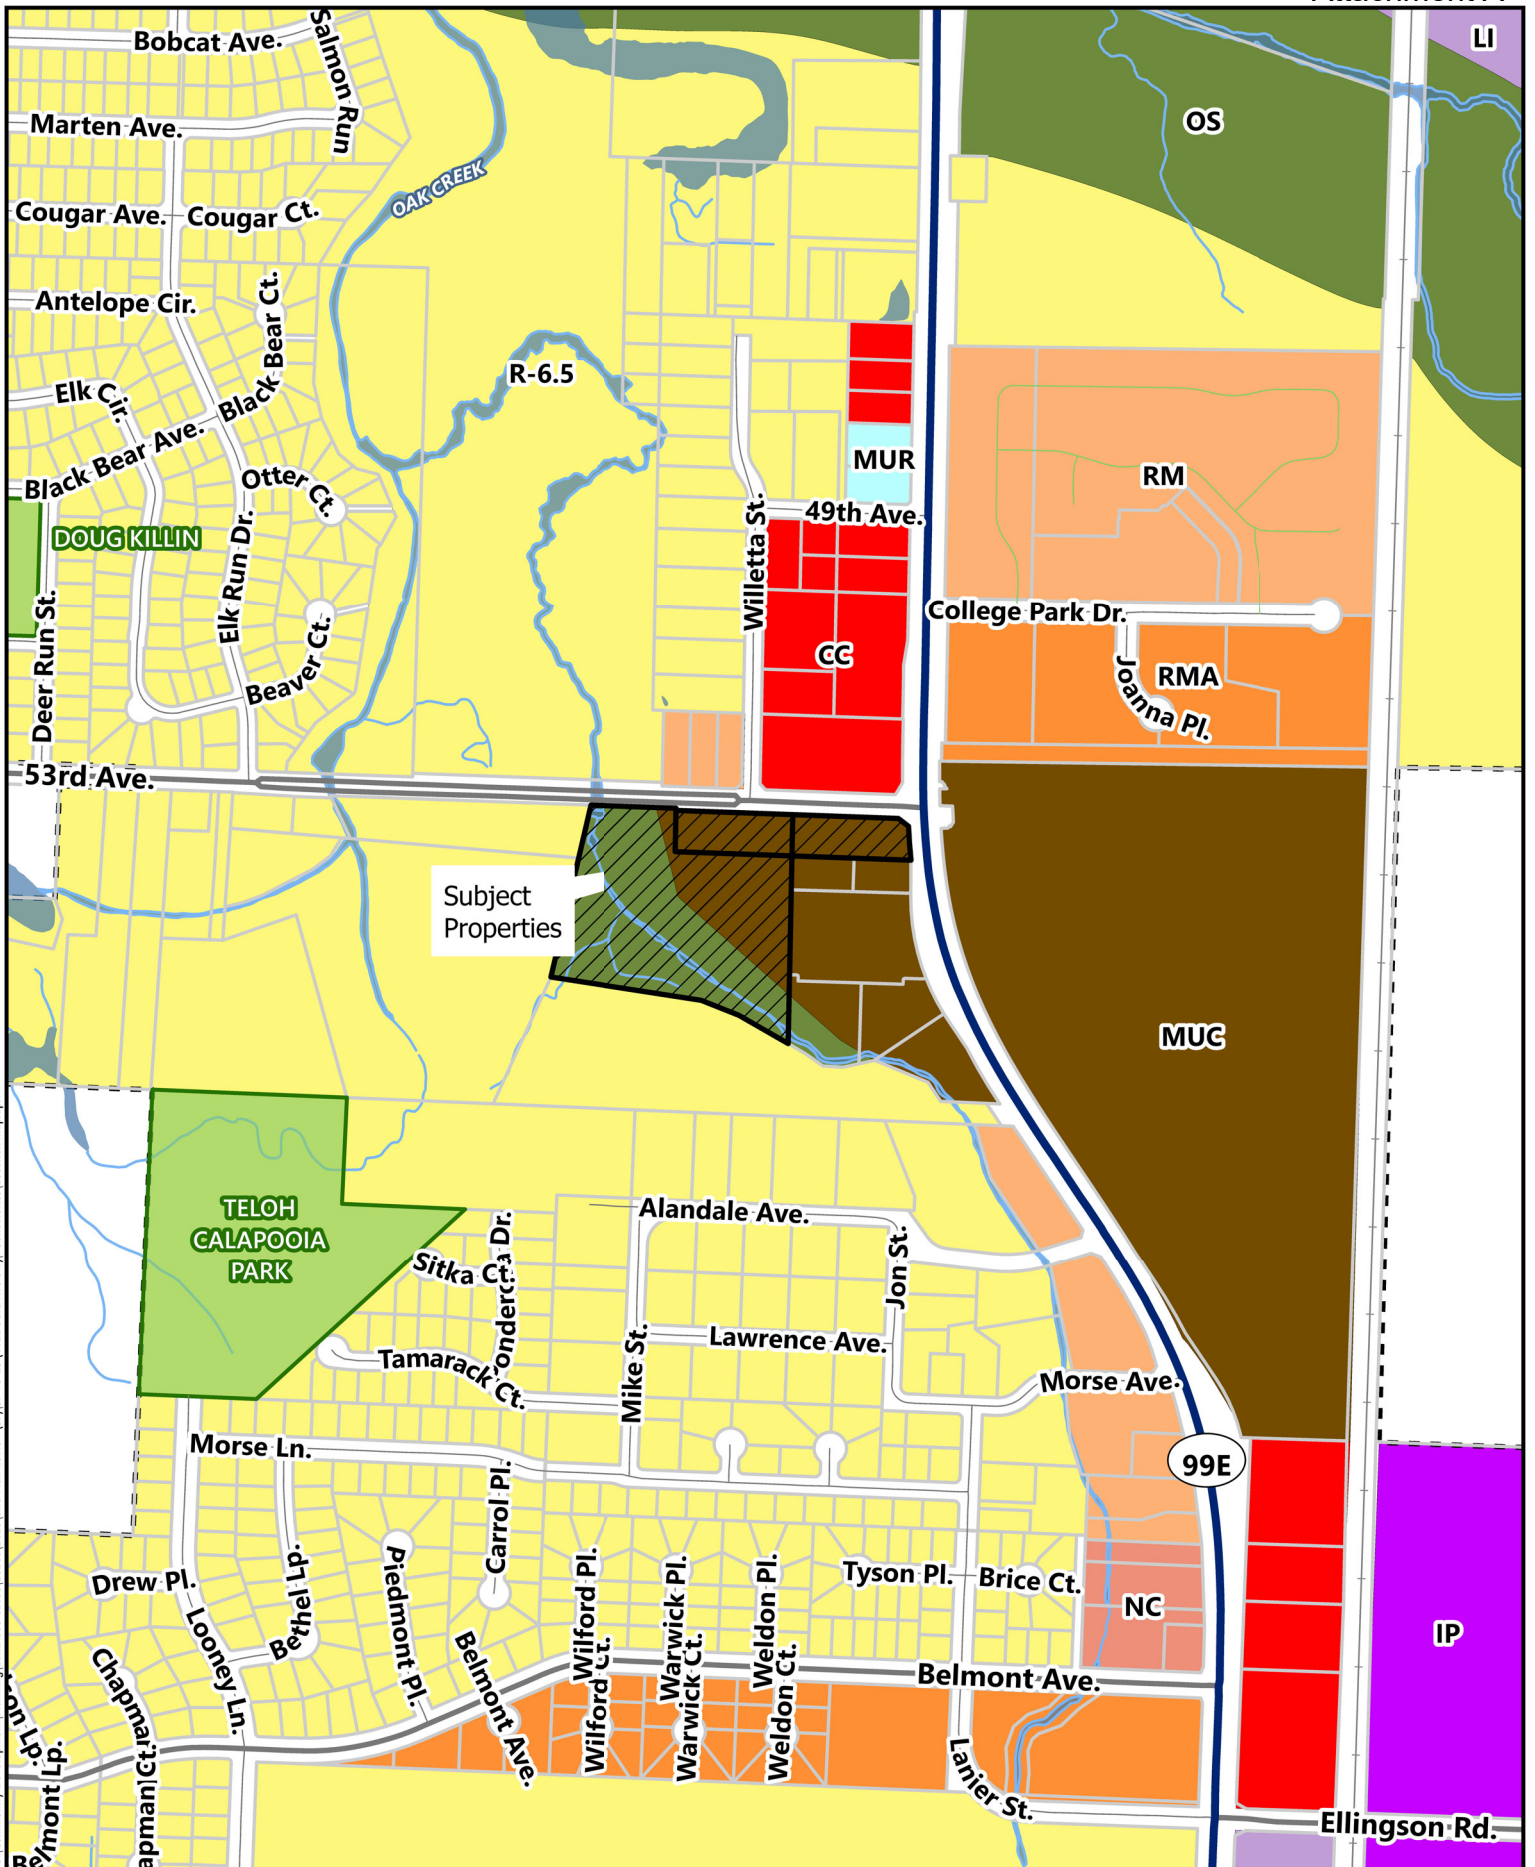 Bobcat Ave.
Salmon Run
LI
Marten Ave.
OS
OAK CREEK
Cougar Ave.
Cougar Ct.
Antelope Cir.
Black Bear Ct.
R-6.5
Elk Cir.
Black Bear Ave.
MUR
RM
Otter Ct.
49th Ave.
DOUG KILLIN
Elk Run Dr.
Willetta St.
College Park Dr.
Deer Run St.
Beaver Ct.
CC
Joanna Pl.
RMA
53rd Ave.
Subject
Properties
MUC
TELOH
CALAPOOIA
PARK
Alandale Ave.
Sitka Ct.
Dr.
Jon St.
Tamarack Ct.
Mike St.
Lawrence Ave.
Morse Ave.
Morse Ln.
99E
Carrol Pl.
Drew Pl.
Bethel Lp.
Piedmont Pl.
Wilford Pl.
Warwick Pl.
Weldon Pl.
Tyson Pl.
Brice Ct.
NC
IP
Looney Ln.
Chapman Ct.
Belmont Ave.
Wilford Ct.
Warwick Ct.
Weldon Ct.
Belmont Ave.
Lp.
Belmont Lp.
Lanier St.
Ellingson Rd.